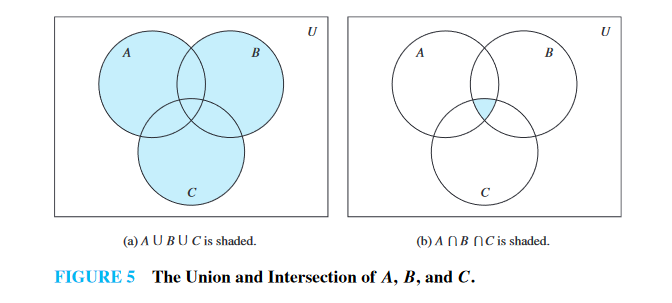 A
B
U
C
(a) A ∪ B ∪ C is shaded.
A
B
U
C
(b) A ∩ B ∩ C is shaded.
FIGURE 5 The Union and Intersection of A, B, and C.